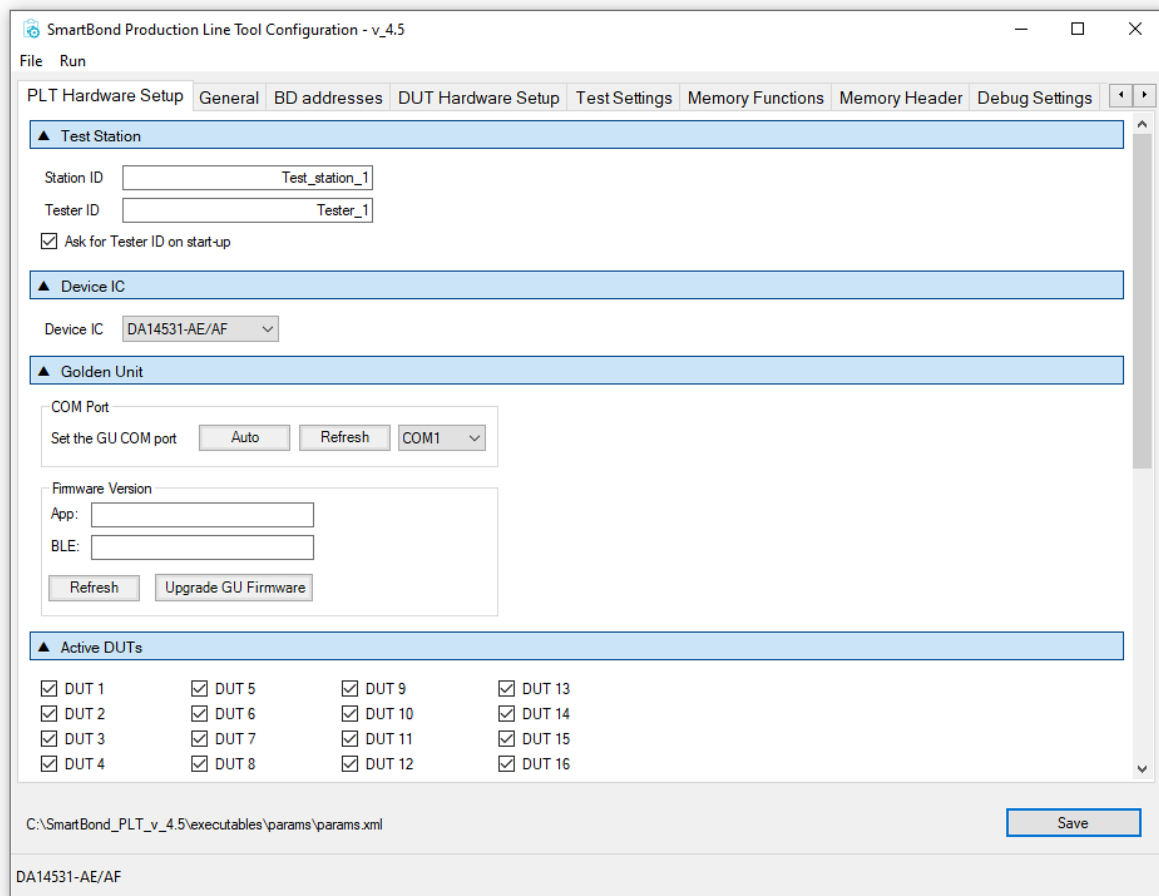 SmartBond Production Line Tool Configuration - v_4.5
File Run
PLT Hardware Setup General BD addresses DUT Hardware Setup Test Settings Memory Functions Memory Header Debug Settings
Test Station
Station ID Test_station_1
Tester ID Tester_1
Ask for Tester ID on start-up
Device IC
Device IC DA14531-AE/AF
Golden Unit
COM Port
Set the GU COM port Auto Refresh COM1
Firmware Version
App:
BLE:
Refresh Upgrade GU Firmware
Active DUTs
DUT 1 DUT 5 DUT 9 DUT 13
DUT 2 DUT 6 DUT 10 DUT 14
DUT 3 DUT 7 DUT 11 DUT 15
DUT 4 DUT 8 DUT 12 DUT 16
C:\SmartBond_PLT_v_4.5\executables\params\params.xml Save
DA14531-AE/AF